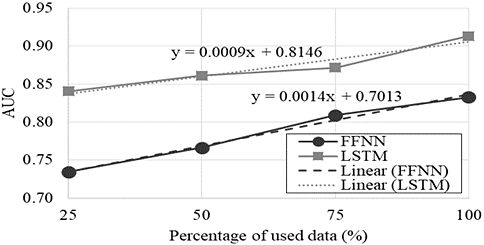 0.95
0.90
0.85
0.80
0.75
0.70
AUC
y = 0.0009x + 0.8146
y = 0.0014x + 0.7013
FFNN
LSTM
Linear (FFNN)
Linear (LSTM)
25 50 75 100
Percentage of used data (%)